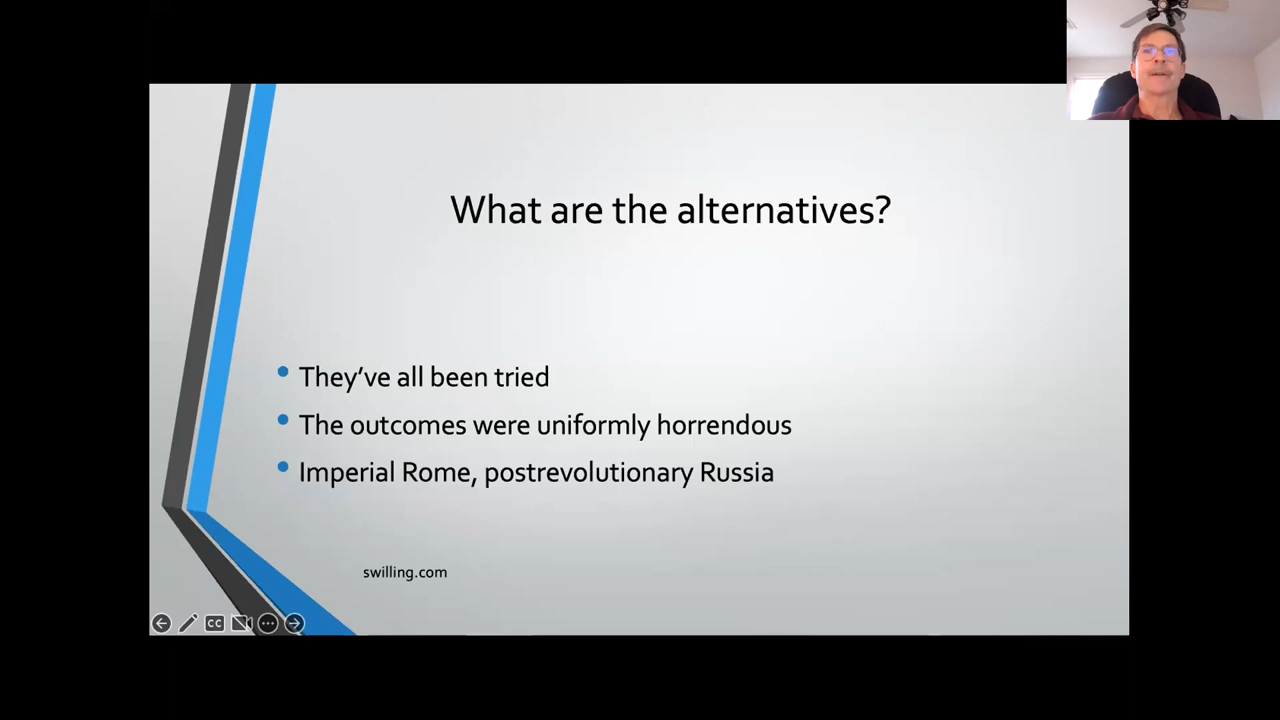 What are the alternatives?
They’ve all been tried
The outcomes were uniformly horrendous
Imperial Rome, postrevolutionary Russia
swilling.com
CC